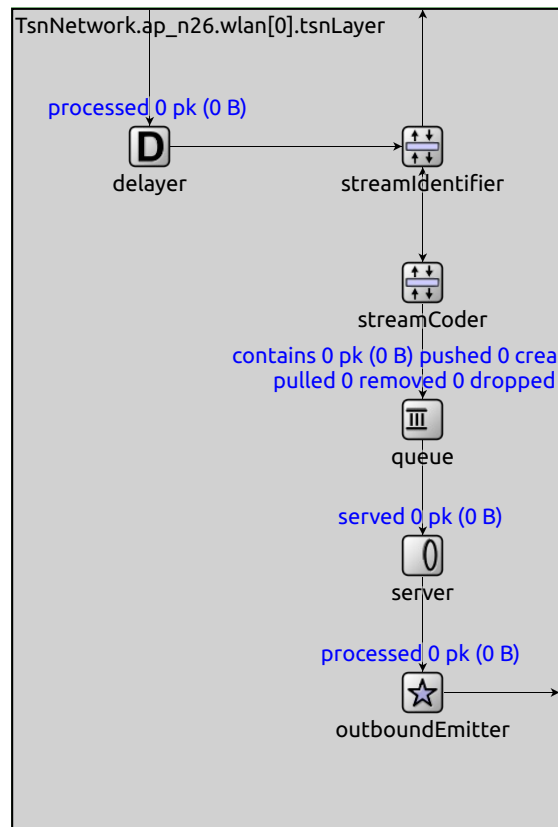 TsnNetwork.ap_n26.wlan[0].tsnLayer
processed 0 pk (0 B)
D
delayer
streamIdentifier
streamCoder
contains 0 pk (0 B) pushed 0 crea
pulled 0 removed 0 dropped
queue
served 0 pk (0 B)
server
processed 0 pk (0 B)
outboundEmitter